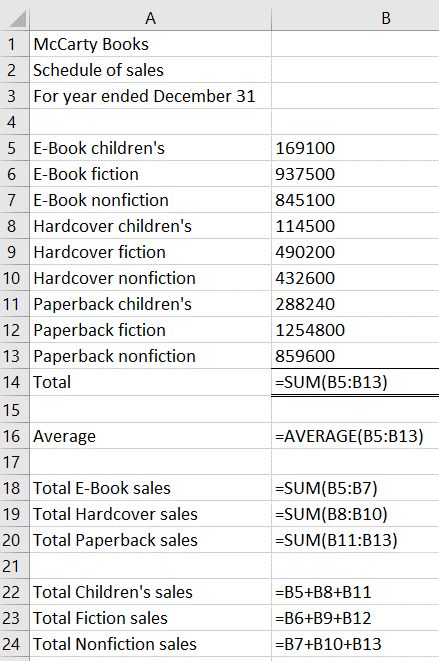 A B
1 McCarty Books
2 Schedule of sales
3 For year ended December 31
4
5 E-Book children's 169100
6 E-Book fiction 937500
7 E-Book nonfiction 845100
8 Hardcover children's 114500
9 Hardcover fiction 490200
10 Hardcover nonfiction 432600
11 Paperback children's 288240
12 Paperback fiction 1254800
13 Paperback nonfiction 859600
14 Total =SUM(B5:B13)
15
16 Average =AVERAGE(B5:B13)
17
18 Total E-Book sales =SUM(B5:B7)
19 Total Hardcover sales =SUM(B8:B10)
20 Total Paperback sales =SUM(B11:B13)
21
22 Total Children's sales =B5+B8+B11
23 Total Fiction sales =B6+B9+B12
24 Total Nonfiction sales =B7+B10+B13